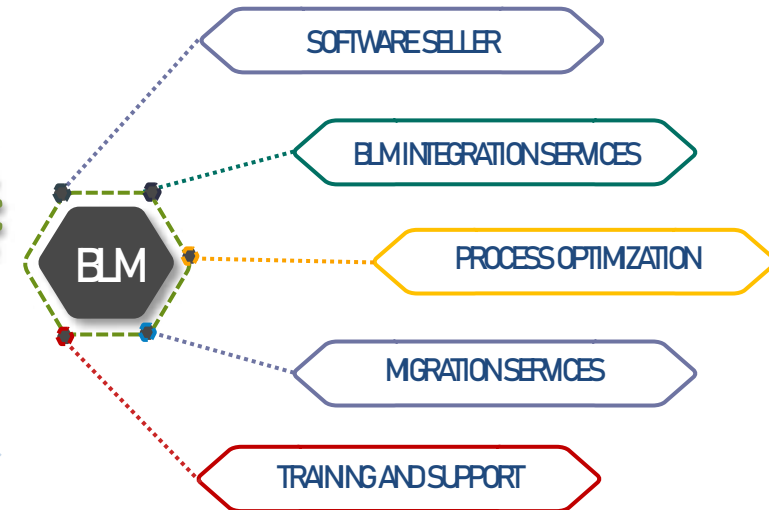 SOFTWARE SELLER
BLM INTEGRATION SERVICES
BLM
PROCESS OPTIMIZATION
MIGRATION SERVICES
TRAINING AND SUPPORT